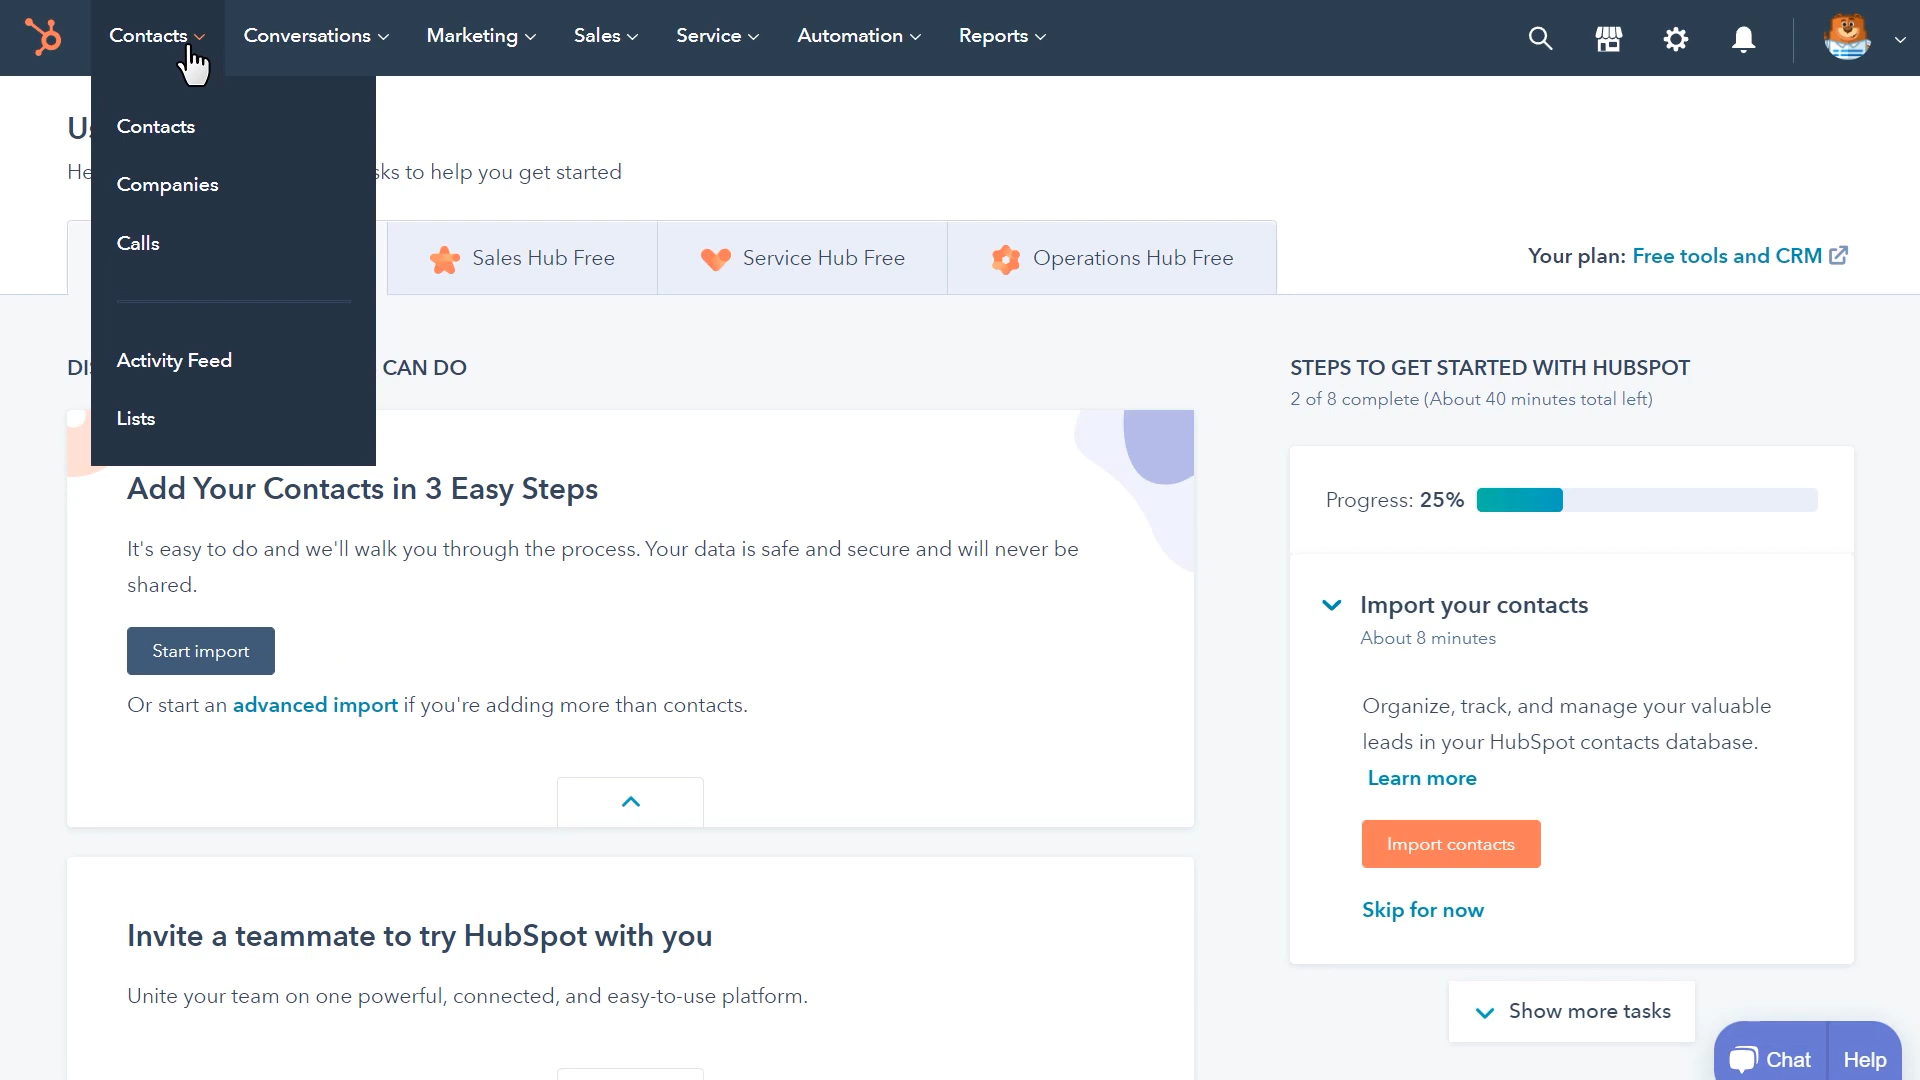 Contacts Conversations Marketing Sales Service Automation Reports
Contacts
Companies
Calls
Activity Feed
Lists
sks to help you get started
Sales Hub Free
Service Hub Free
Operations Hub Free
Your plan: Free tools and CRM
CAN DO
Add Your Contacts in 3 Easy Steps
It's easy to do and we'll walk you through the process. Your data is safe and secure and will never be
shared.
Start import
Or start an advanced import if you're adding more than contacts.
Invite a teammate to try HubSpot with you
Unite your team on one powerful, connected, and easy-to-use platform.
STEPS TO GET STARTED WITH HUBSPOT
2 of 8 complete (About 40 minutes total left)
Progress: 25%
Import your contacts
About 8 minutes
Organize, track, and manage your valuable
leads in your HubSpot contacts database.
Learn more
Import contacts
Skip for now
Show more tasks
Chat
Help